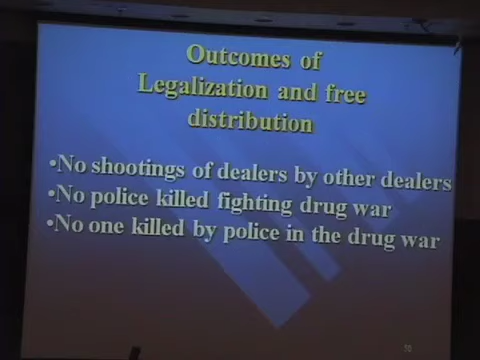 Outcomes of
Legalization and free
distribution
•No shootings of dealers by other dealers
•No police killed fighting drug war
•No one killed by police in the drug war